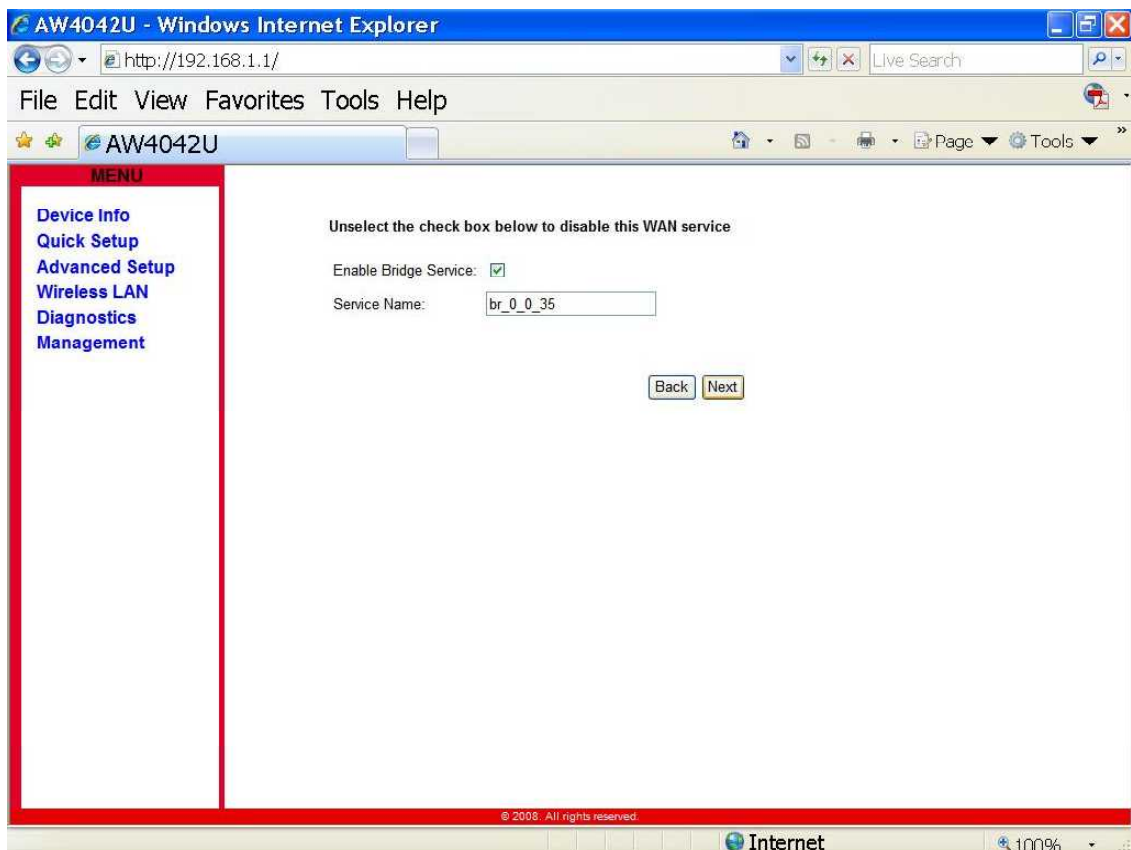 AW4042U - Windows Internet Explorer
http://192.168.1.1/
Live Search
File Edit View Favorites Tools Help
AW4042U
Page Tools »
MENU
Device Info
Quick Setup
Advanced Setup
Wireless LAN
Diagnostics
Management
Unselect the check box below to disable this WAN service
Enable Bridge Service:
Service Name: br_0_0_35
Back Next
© 2008. All rights reserved.
Internet 100%